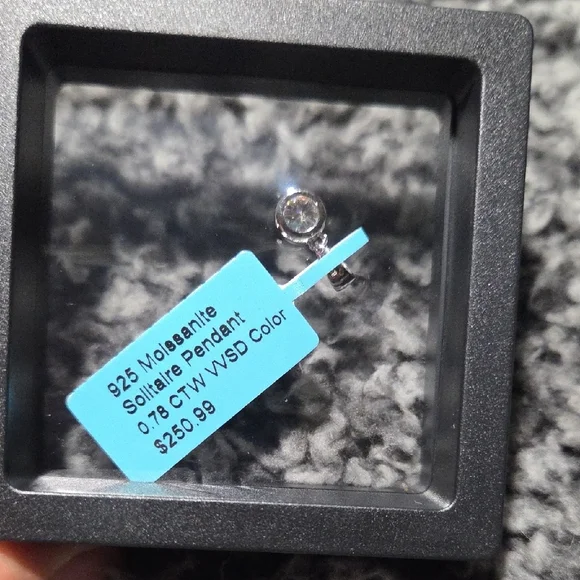 925 Moissanite
Solitaire Pendant
0.78 CTW VVSD Color
$250.99